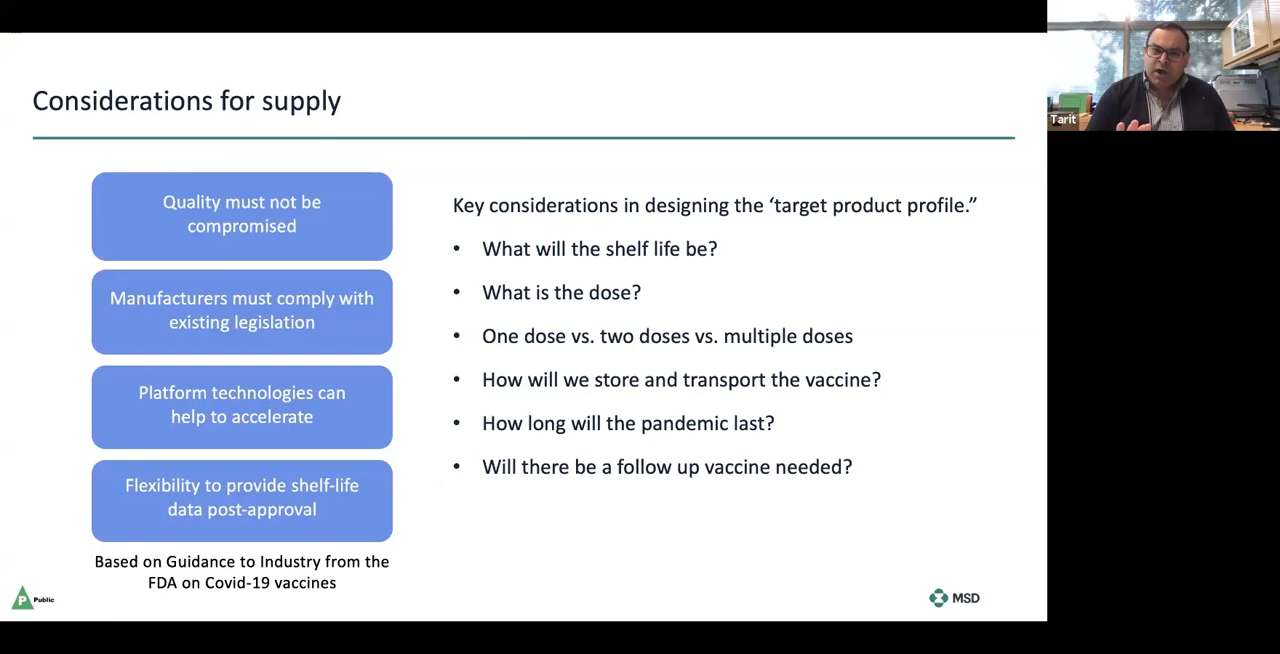 Considerations for supply
Quality must not be
compromised
Manufacturers must comply with
existing legislation
Platform technologies can
help to accelerate
Flexibility to provide shelf-life
data post-approval
Based on Guidance to Industry from the
FDA on Covid-19 vaccines
Key considerations in designing the ‘target product profile.”
• What will the shelf life be?
• What is the dose?
• One dose vs. two doses vs. multiple doses
• How will we store and transport the vaccine?
• How long will the pandemic last?
• Will there be a follow up vaccine needed?
P Public
MSD
Tarit